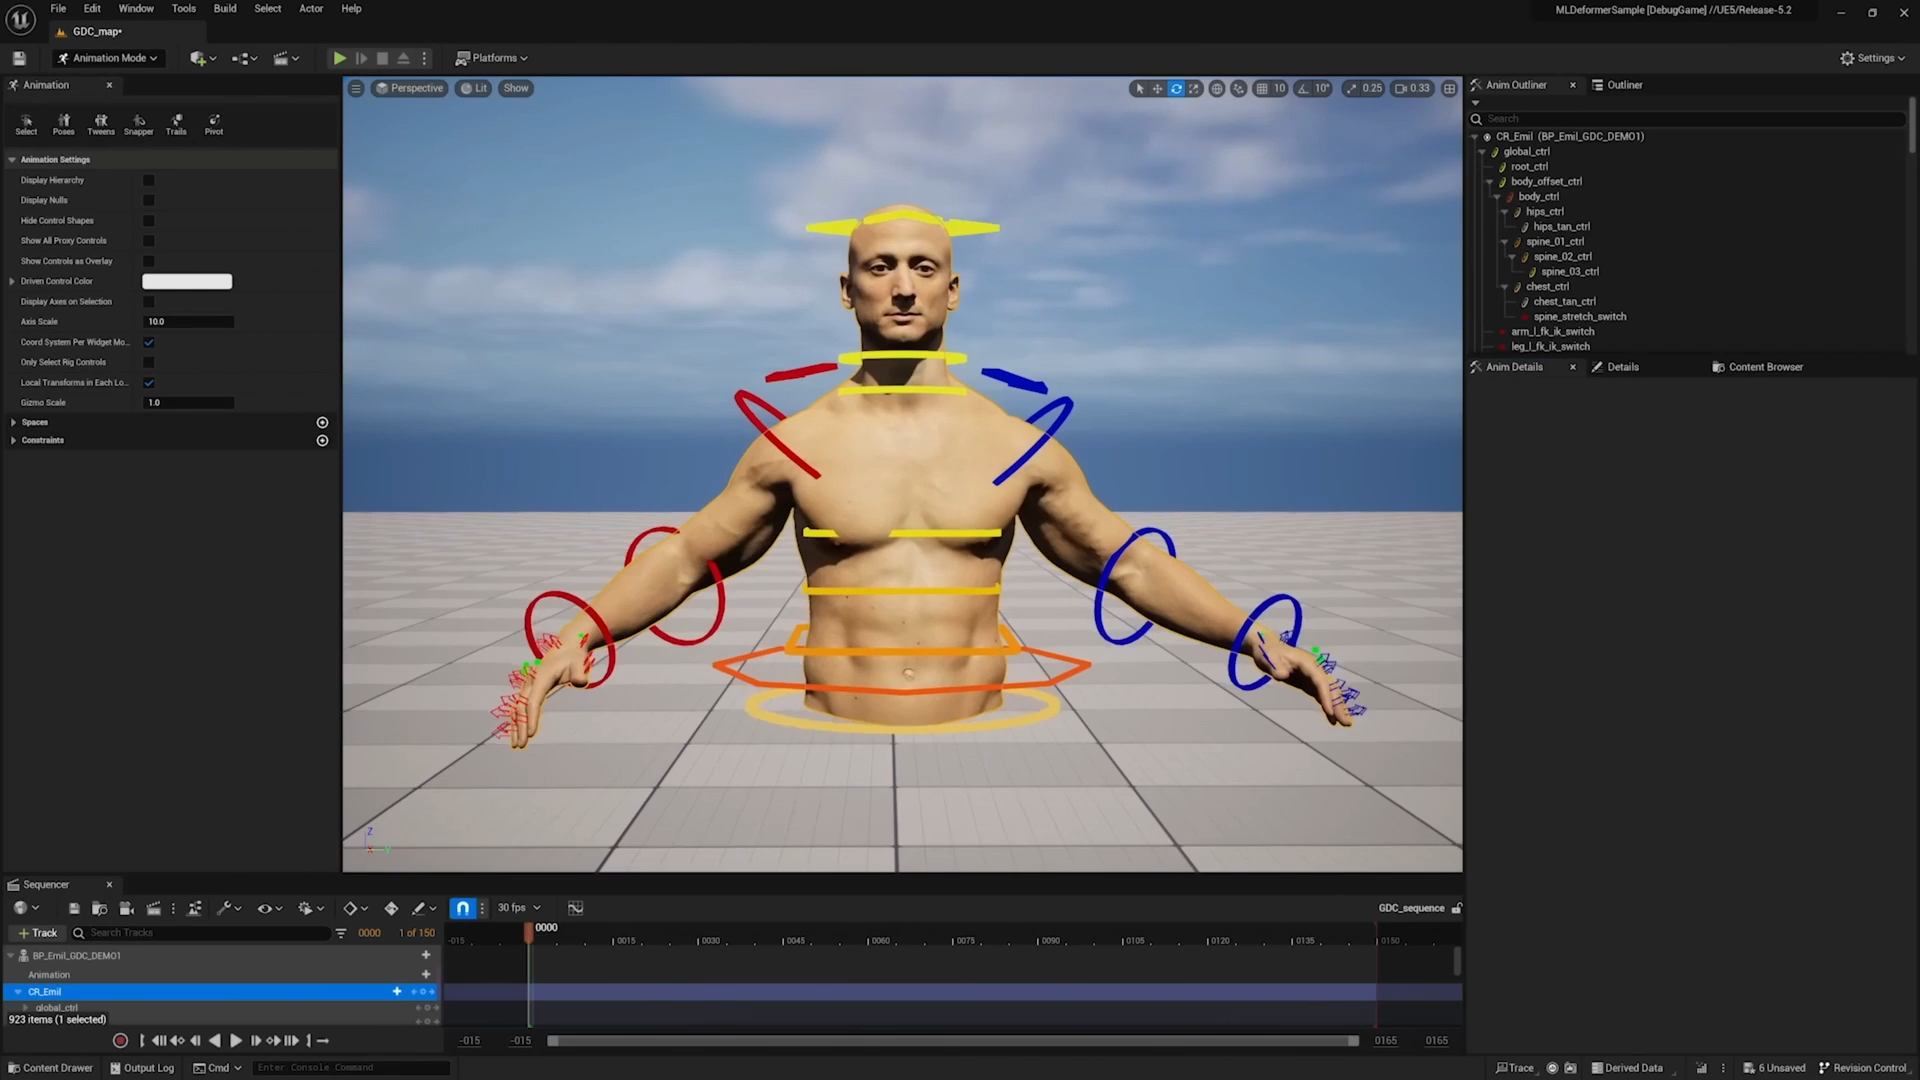 File Edit Window Tools Build Select Actor Help
MLDeformerSample [DebugGame] //UE5/Release-5.2
GDC_map•
Animation Mode
Platforms
Settings
Animation
Perspective Lit Show
10 10° 0.25 0.33
Anim Outliner Outliner
Select Poses Tweens Snapper Trails Pivot
Search
Animation Settings
Display Hierarchy
Display Nulls
Hide Control Shapes
Show All Proxy Controls
Show Controls as Overlay
Driven Control Color
Display Axes on Selection
Axis Scale 10.0
Coord System Per Widget Mo...
Only Select Rig Controls
Local Transforms in Each Lo...
Gizmo Scale 1.0
Spaces
Constraints
CR_Emil (BP_Emil_GDC_DEMO1)
global_ctrl
root_ctrl
body_offset_ctrl
body_ctrl
hips_ctrl
hips_tan_ctrl
spine_01_ctrl
spine_02_ctrl
spine_03_ctrl
chest_ctrl
chest_tan_ctrl
spine_stretch_switch
arm_l_fk_ik_switch
leg_l_fk_ik_switch
Anim Details Details Content Browser
Z
X Y
Sequencer
30 fps
GDC_sequence
Track
Search Tracks
0000 1 of 150
0000
-015 0015 0030 0045 0060 0075 0090 0105 0120 0135 0150
BP_Emil_GDC_DEMO1
Animation
CR_Emil
global_ctrl
923 items (1 selected)
-015 -015 0165 0165
Content Drawer Output Log Cmd Enter Console Command
Trace Derived Data 6 Unsaved Revision Control